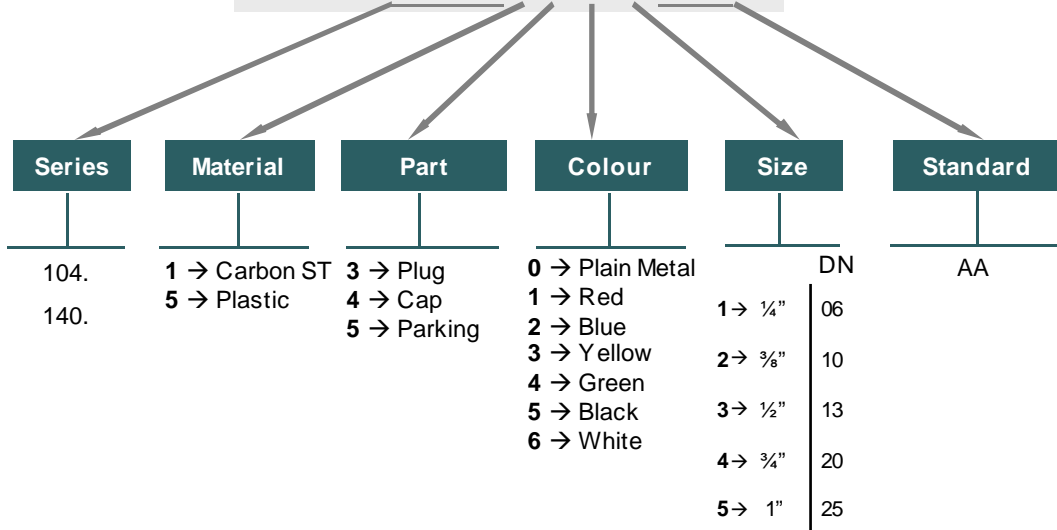 Series
Material
Part
Colour
Size
Standard
104.
140.
1 → Carbon ST
5 → Plastic
3 → Plug
4 → Cap
5 → Parking
0 → Plain Metal
1 → Red
2 → Blue
3 → Yellow
4 → Green
5 → Black
6 → White
DN
1→ ¼” 06
2→ ⅜” 10
3→ ½” 13
4→ ¾” 20
5→ 1” 25
AA